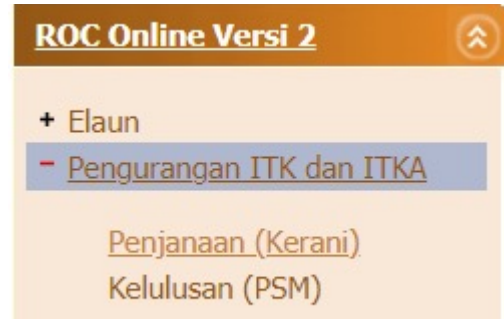 ROC Online Versi 2
+ Elaun
- Pengurangan ITK dan ITKA
Penjanaan (Kerani)
Kelulusan (PSM)